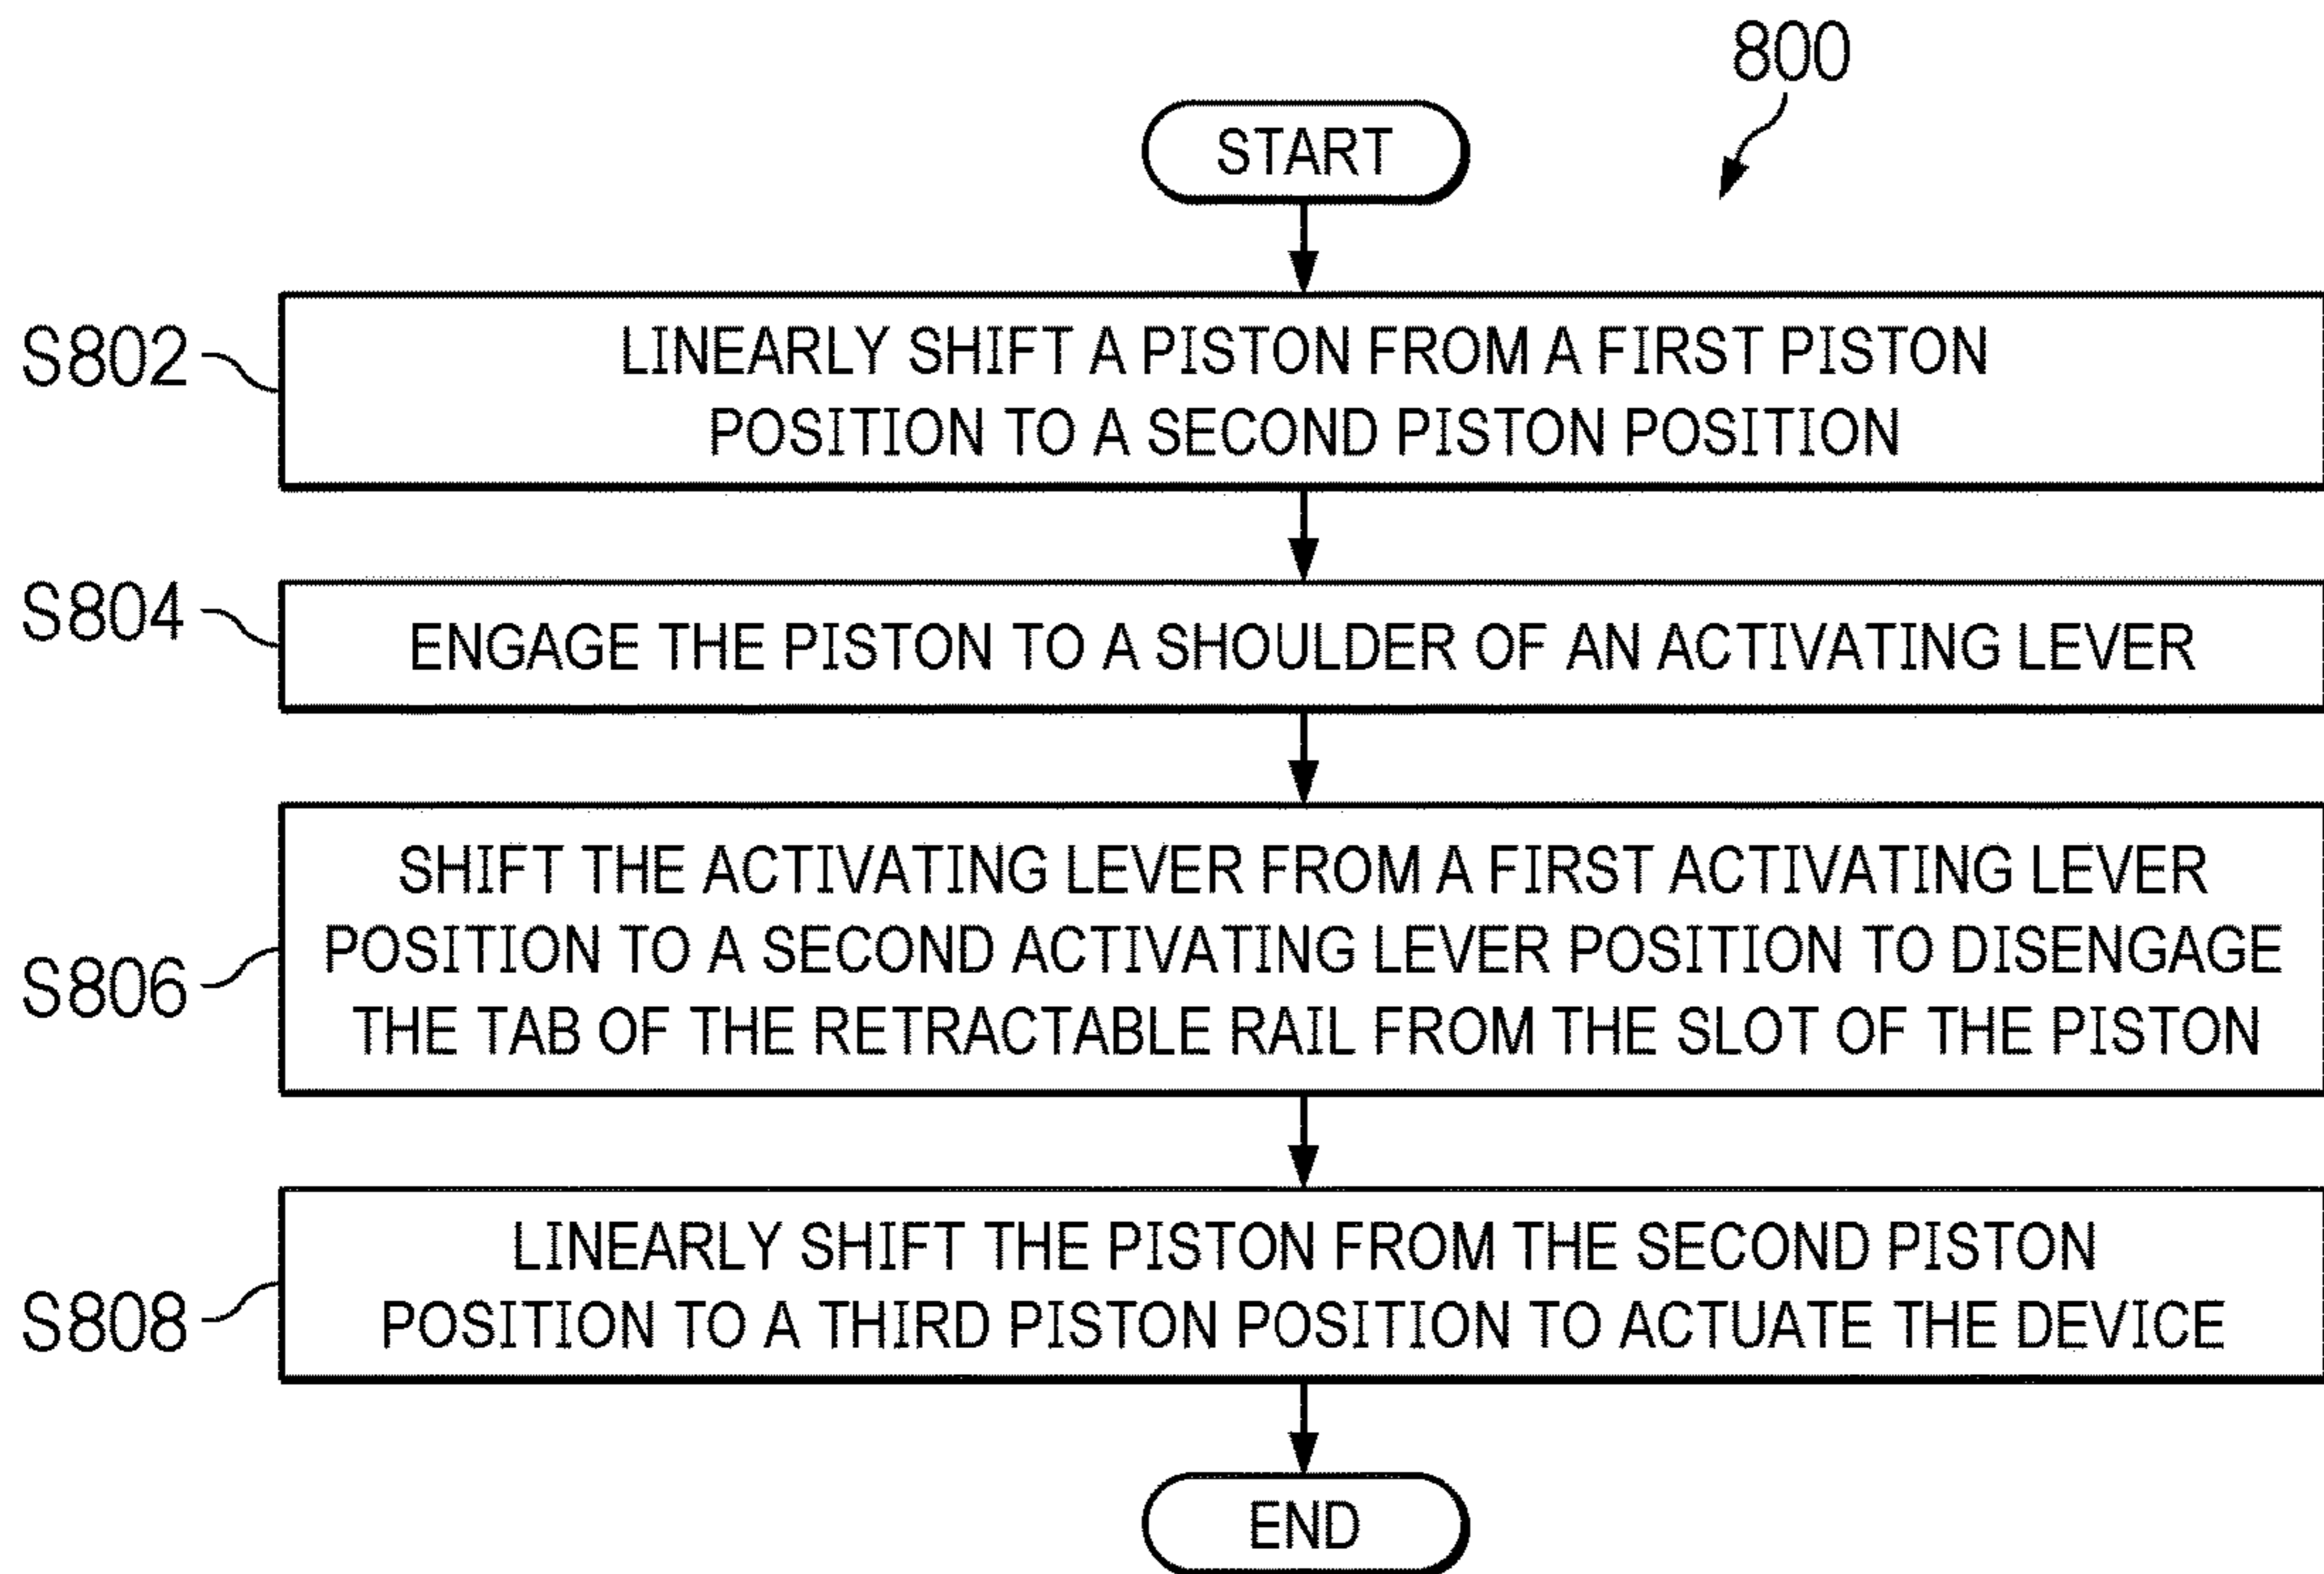 800
START
S802
LINEARLY SHIFT A PISTON FROM A FIRST PISTON
POSITION TO A SECOND PISTON POSITION
S804
ENGAGE THE PISTON TO A SHOULDER OF AN ACTIVATING LEVER
S806
SHIFT THE ACTIVATING LEVER FROM A FIRST ACTIVATING LEVER
POSITION TO A SECOND ACTIVATING LEVER POSITION TO DISENGAGE
THE TAB OF THE RETRACTABLE RAIL FROM THE SLOT OF THE PISTON
S808
LINEARLY SHIFT THE PISTON FROM THE SECOND PISTON
POSITION TO A THIRD PISTON POSITION TO ACTUATE THE DEVICE
END